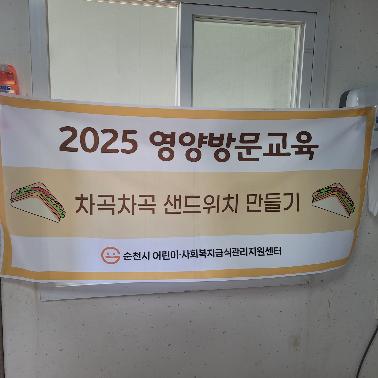 2025 영양방문교육
차곡차곡 샌드위치 만들기
순천시 어린이·사회복지급식관리지원센터